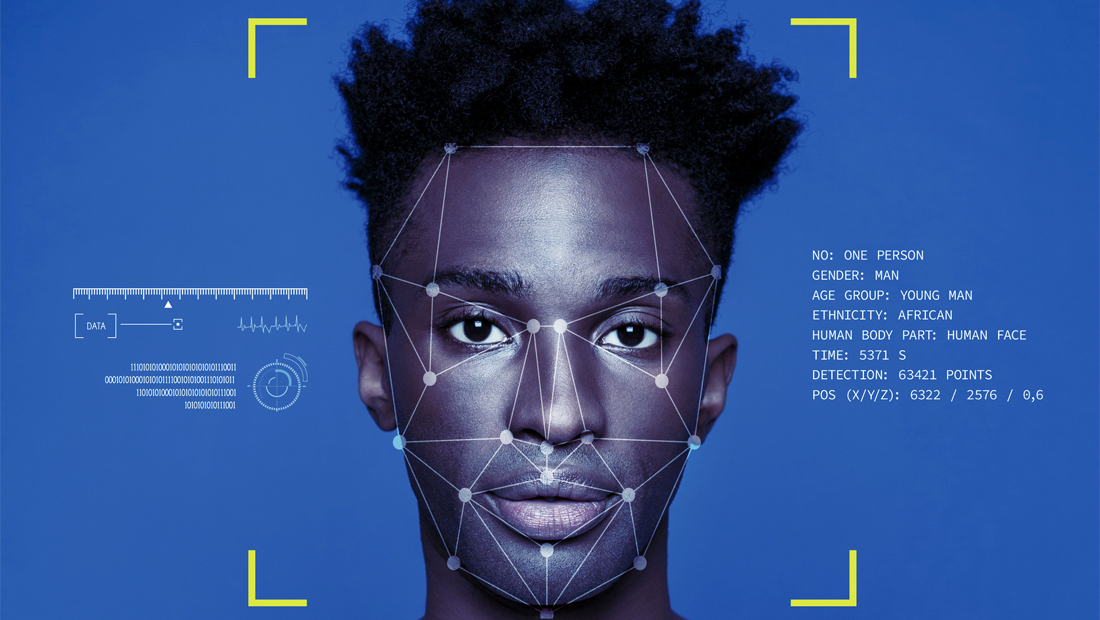 DATA
NO: ONE PERSON
GENDER: MAN
AGE GROUP: YOUNG MAN
ETHNICITY: AFRICAN
HUMAN BODY PART: HUMAN FACE
TIME: 5371 S
DETECTION: 63421 POINTS
POS (X/Y/Z): 6322 / 2576 / 0,6
10101010111001